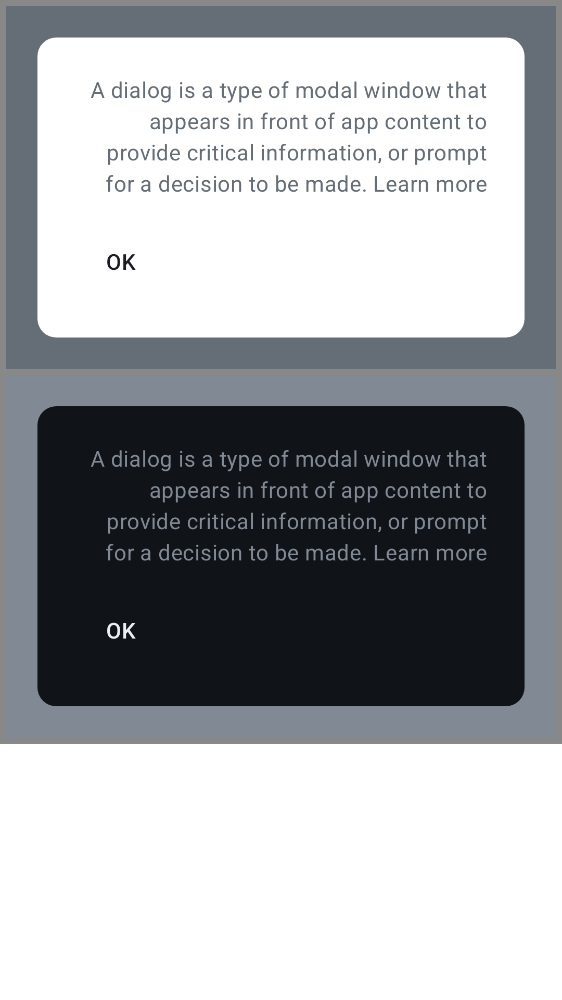 A dialog is a type of modal window that
appears in front of app content to
provide critical information, or prompt
for a decision to be made. Learn more
OK
A dialog is a type of modal window that
appears in front of app content to
provide critical information, or prompt
for a decision to be made. Learn more
OK